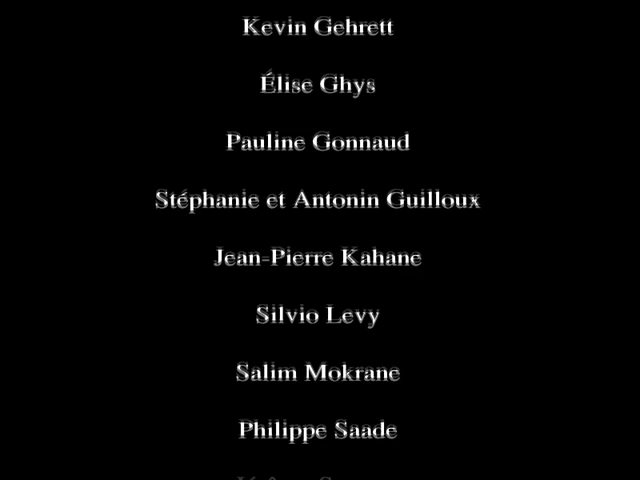 Kevin Gehrett
Élise Ghys
Pauline Gonnaud
Stéphanie et Antonin Guilloux
Jean-Pierre Kahane
Silvio Levy
Salim Mokrane
Philippe Saade